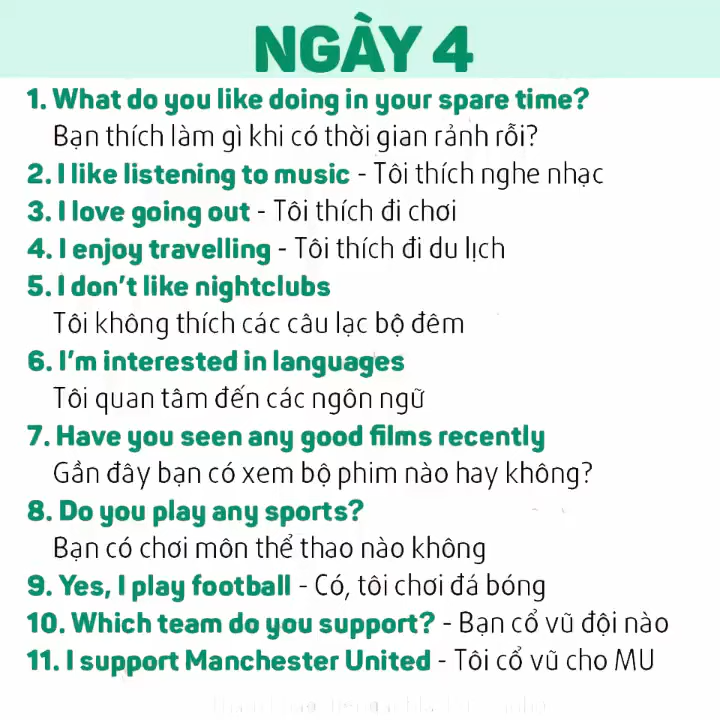 NGÀY 4
1. What do you like doing in your spare time?
Bạn thích làm gì khi có thời gian rảnh rỗi?
2. I like listening to music - Tôi thích nghe nhạc
3. I love going out - Tôi thích đi chơi
4. I enjoy travelling - Tôi thích đi du lịch
5. I don't like nightclubs
Tôi không thích các câu lạc bộ đêm
6. I'm interested in languages
Tôi quan tâm đến các ngôn ngữ
7. Have you seen any good films recently
Gần đây bạn có xem bộ phim nào hay không?
8. Do you play any sports?
Bạn có chơi môn thể thao nào không
9. Yes, I play football - Có, tôi chơi đá bóng
10. Which team do you support? - Bạn cổ vũ đội nào
11. I support Manchester United - Tôi cổ vũ cho MU